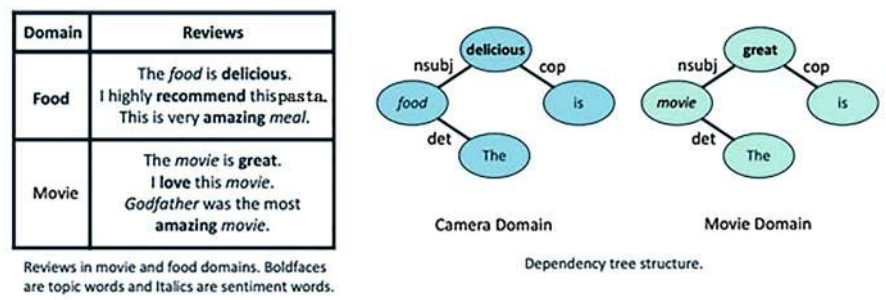 Domain Reviews
Food
The food is delicious.
I highly recommend this pasta.
This is very amazing meal.
Movie
The movie is great.
I love this movie.
Godfather was the most
amazing movie.
Reviews in movie and food domains. Boldfaces
are topic words and Italics are sentiment words.
delicious
nsubj cop
food is
det
The
Camera Domain
great
nsubj cop
movie is
det
The
Movie Domain
Dependency tree structure.